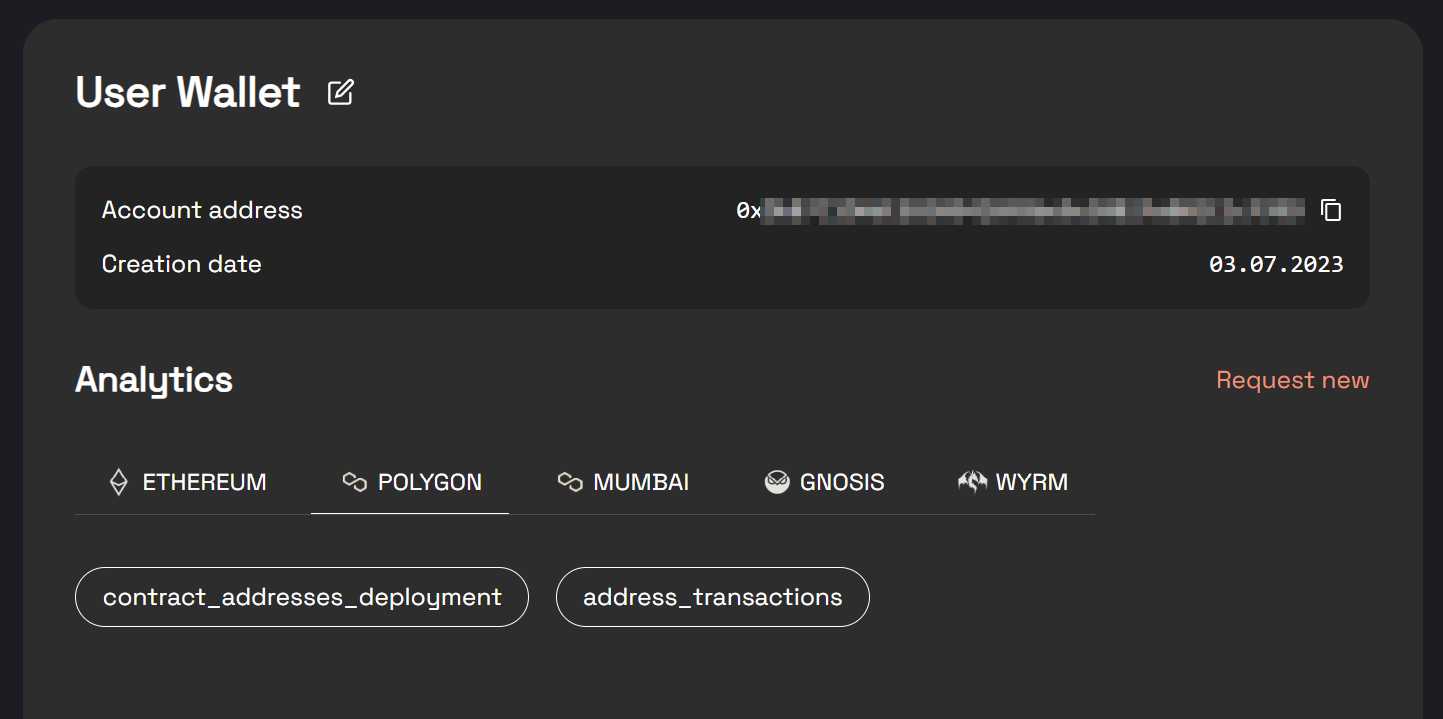 User Wallet
Account address 0x
Creation date 03.07.2023
Analytics Request new
ETHEREUM POLYGON MUMBAI GNOSIS WYRM
contract_addresses_deployment address_transactions